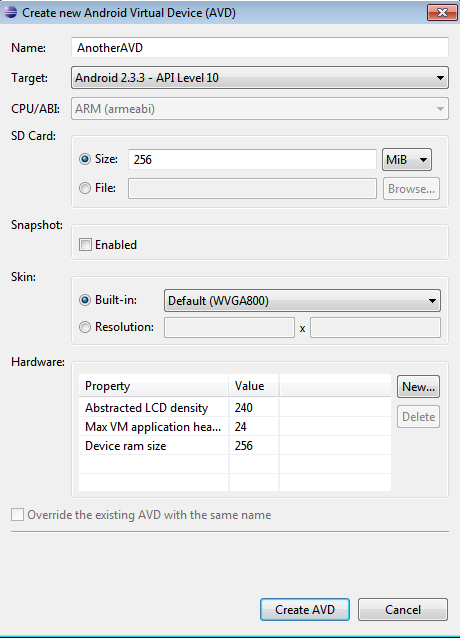 Create new Android Virtual Device (AVD)
Name: AnotherAVD
Target: Android 2.3.3 - API Level 10
CPU/ABI: ARM (armeabi)
SD Card:
Size: 256 MiB
File: Browse...
Snapshot:
Enabled
Skin:
Built-in: Default (WVGA800)
Resolution: x
Hardware:
Property Value New...
Abstracted LCD density 240 Delete
Max VM application hea... 24
Device ram size 256
Override the existing AVD with the same name
Create AVD Cancel